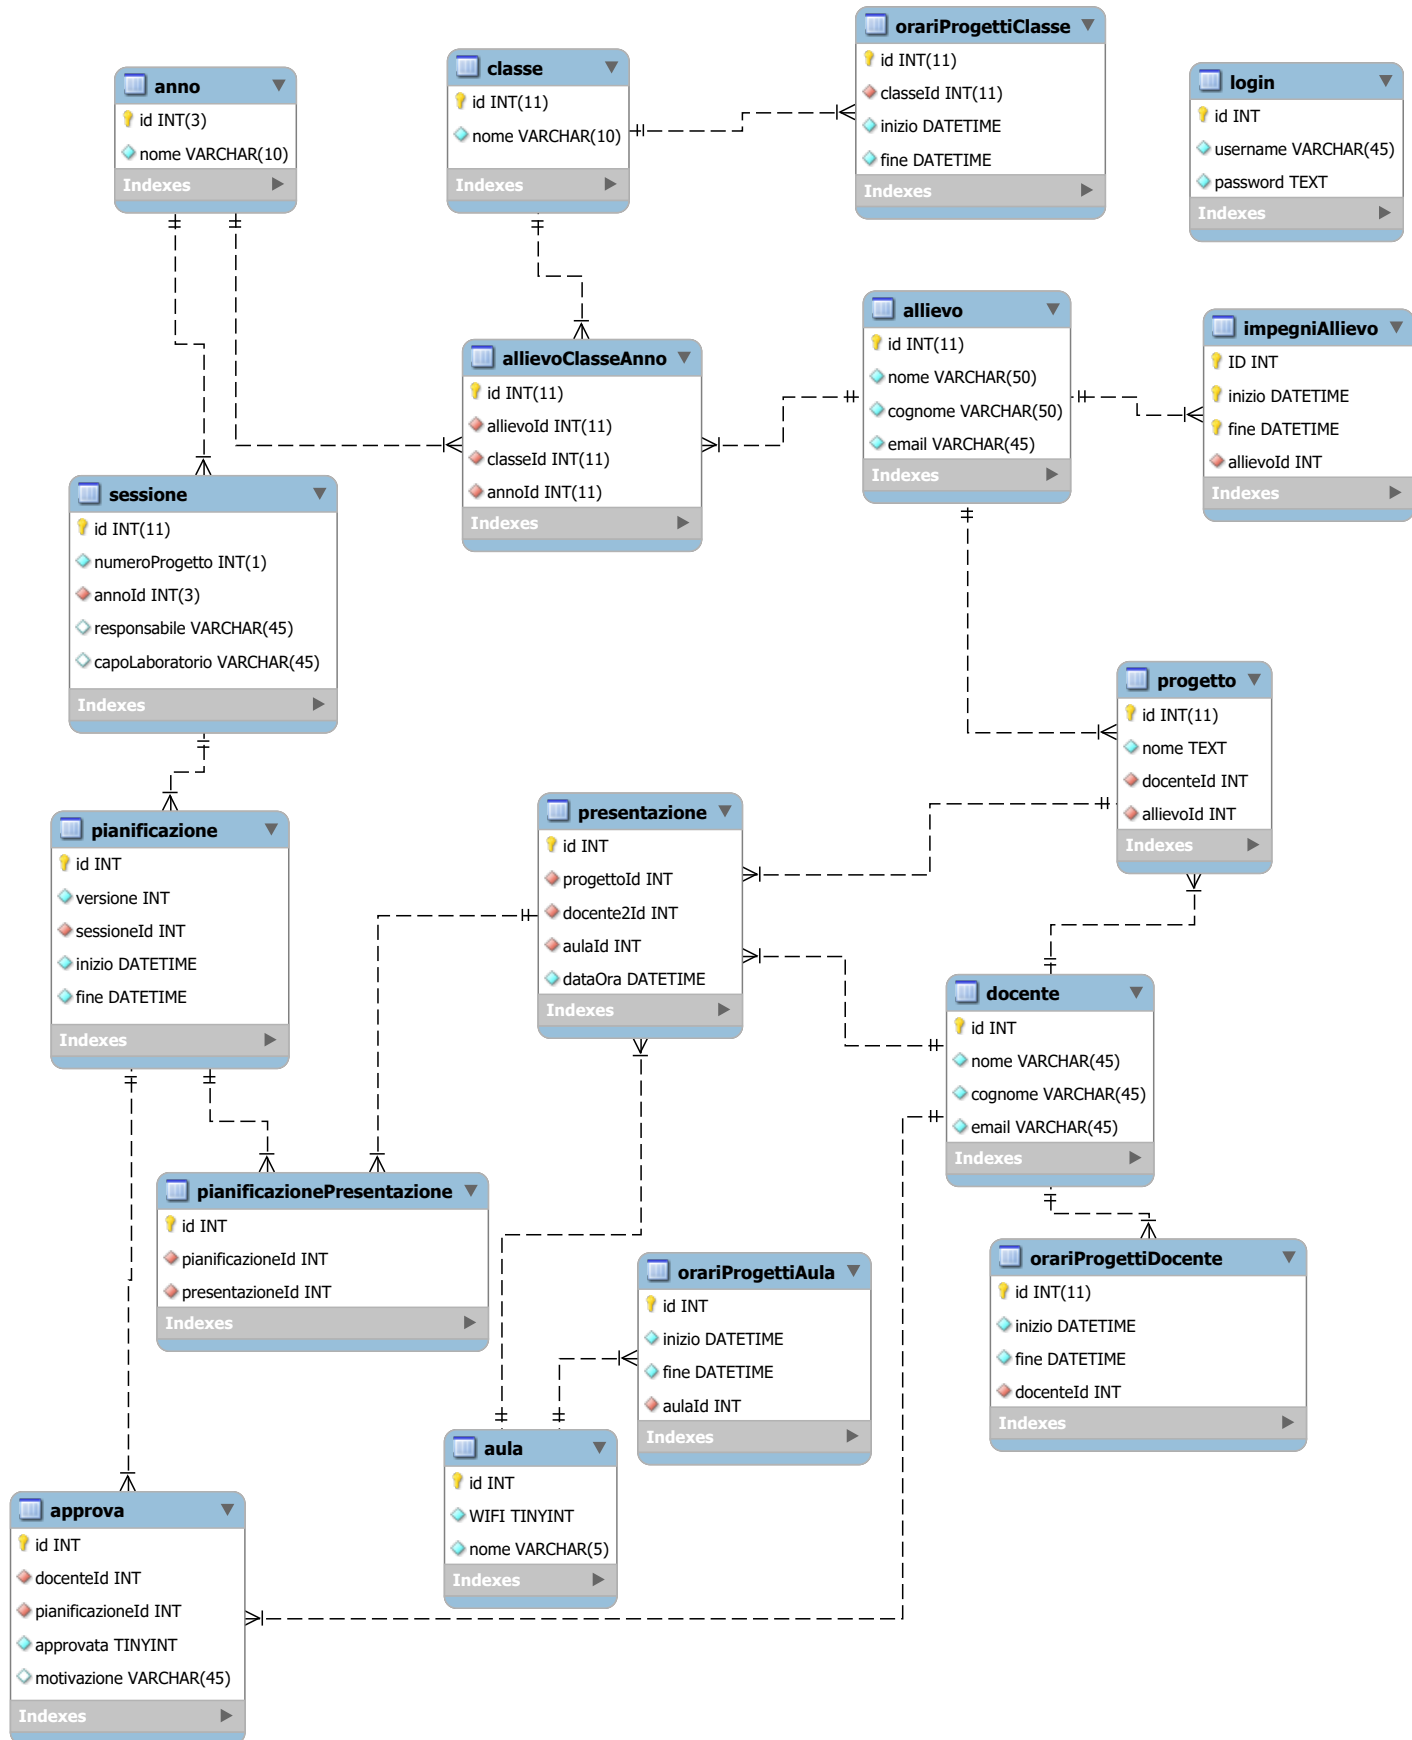 orariProgettiClasse
id INT(11)
classeId INT(11)
inizio DATETIME
fine DATETIME
Indexes
classe
id INT(11)
nome VARCHAR(10)
Indexes
login
id INT
username VARCHAR(45)
password TEXT
Indexes
anno
id INT(3)
nome VARCHAR(10)
Indexes
allievo
id INT(11)
nome VARCHAR(50)
cognome VARCHAR(50)
email VARCHAR(45)
Indexes
impegniAllievo
ID INT
inizio DATETIME
fine DATETIME
allievoId INT
Indexes
allievoClasseAnno
id INT(11)
allievoId INT(11)
classeId INT(11)
annoId INT(11)
Indexes
sessione
id INT(11)
numeroProgetto INT(1)
annoId INT(3)
responsabile VARCHAR(45)
capoLaboratorio VARCHAR(45)
Indexes
progetto
id INT(11)
nome TEXT
docenteId INT
allievoId INT
Indexes
presentazione
id INT
progettoId INT
docente2Id INT
aulaId INT
dataOra DATETIME
Indexes
pianificazione
id INT
versione INT
sessioneId INT
inizio DATETIME
fine DATETIME
Indexes
docente
id INT
nome VARCHAR(45)
cognome VARCHAR(45)
email VARCHAR(45)
Indexes
pianificazionePresentazione
id INT
pianificazioneId INT
presentazioneId INT
Indexes
orariProgettiAula
id INT
inizio DATETIME
fine DATETIME
aulaId INT
Indexes
orariProgettiDocente
id INT(11)
inizio DATETIME
fine DATETIME
docenteId INT
Indexes
aula
id INT
WIFI TINYINT
nome VARCHAR(5)
Indexes
approva
id INT
docenteId INT
pianificazioneId INT
approvata TINYINT
motivazione VARCHAR(45)
Indexes